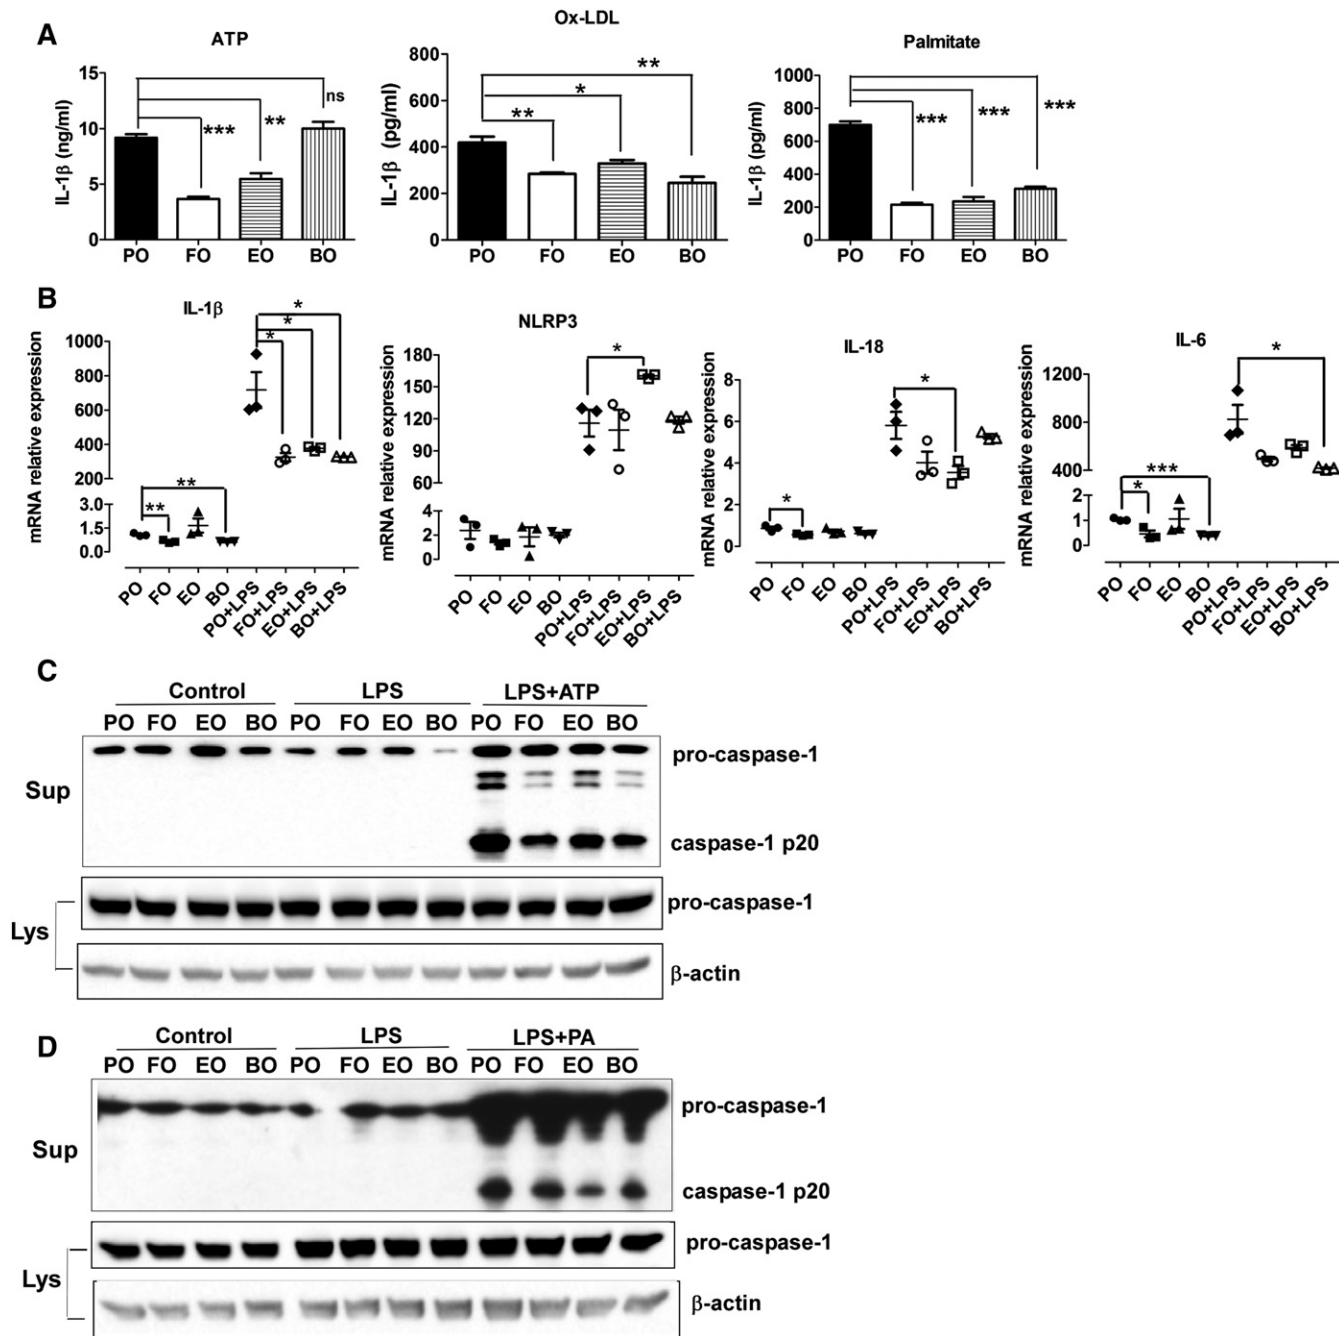 A
ATP
IL-1β (ng/ml)
15
10
5
0
***
**
ns
PO FO EO BO
Ox-LDL
IL-1β (pg/ml)
800
600
400
200
0
**
*
**
PO FO EO BO
Palmitate
IL-1β (pg/ml)
1000
800
600
400
200
0
***
***
***
PO FO EO BO
B
IL-1β
mRNA relative expression
1000
800
600
400
200
3.0
1.5
0.0
**
**
*
*
*
PO FO EO BO PO+LPS FO+LPS EO+LPS BO+LPS
NLRP3
mRNA relative expression
180
150
120
90
60
4
2
0
*
PO FO EO BO PO+LPS FO+LPS EO+LPS BO+LPS
IL-18
mRNA relative expression
8
6
4
2
0
*
*
PO FO EO BO PO+LPS FO+LPS EO+LPS BO+LPS
IL-6
mRNA relative expression
1200
800
400
2
1
0
*
***
*
PO FO EO BO PO+LPS FO+LPS EO+LPS BO+LPS
C
Control LPS LPS+ATP
PO FO EO BO PO FO EO BO PO FO EO BO
Sup
pro-caspase-1
caspase-1 p20
Lys
pro-caspase-1
β-actin
D
Control LPS LPS+PA
PO FO EO BO PO FO EO BO PO FO EO BO
Sup
pro-caspase-1
caspase-1 p20
Lys
pro-caspase-1
β-actin